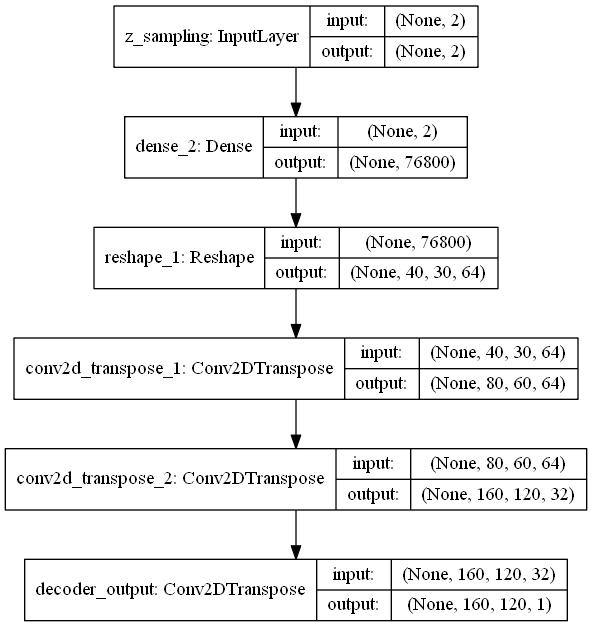 z_sampling: InputLayer
input: (None, 2)
output: (None, 2)
dense_2: Dense
input: (None, 2)
output: (None, 76800)
reshape_1: Reshape
input: (None, 76800)
output: (None, 40, 30, 64)
conv2d_transpose_1: Conv2DTranspose
input: (None, 40, 30, 64)
output: (None, 80, 60, 64)
conv2d_transpose_2: Conv2DTranspose
input: (None, 80, 60, 64)
output: (None, 160, 120, 32)
decoder_output: Conv2DTranspose
input: (None, 160, 120, 32)
output: (None, 160, 120, 1)